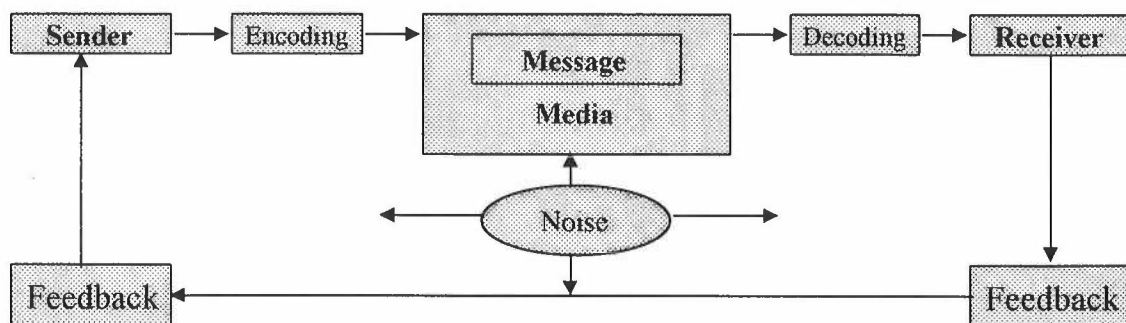 Sender
Encoding
Message
Media
Decoding
Receiver
Noise
Feedback
Feedback